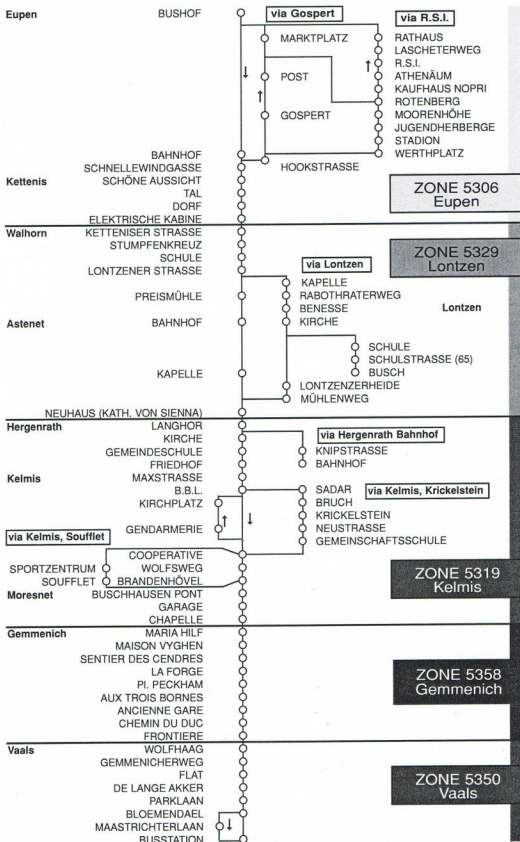 Eupen BUSHOF via Gospert via R.S.I.
MARKTPLATZ RATHAUS
LASCHETERWEG
R.S.I.
POST ATHENÄUM
KAUFHAUS NOPRI
ROTENBERG
GOSPERT MOORENHÖHE
JUGENDHERBERGE
STADION
BAHNHOF WERTHPLATZ
SCHNELLEWINDGASSE HOOKSTRASSE
Kettenis SCHÖNE AUSSICHT
TAL
DORF
ELEKTRISCHE KABINE
ZONE 5306
Eupen
Walhorn KETTENISER STRASSE
STUMPFENKREUZ
SCHULE
LONTZENER STRASSE
ZONE 5329
Lontzen
via Lontzen
KAPELLE
PREISMÜHLE RABOTHRATERWEG
BENESSE Lontzen
Astenet BAHNHOF KIRCHE
SCHULE
SCHULSTRASSE (65)
KAPELLE BUSCH
LONTZENZERHEIDE
MÜHLENWEG
NEUHAUS (KATH. VON SIENNA)
Hergenrath LANGHOR
KIRCHE via Hergenrath Bahnhof
GEMEINDESCHULE KNIPSTRASSE
FRIEDHOF BAHNHOF
Kelmis MAXSTRASSE
B.B.L. SADAR via Kelmis, Krickelstein
KIRCHPLATZ BRUCH
KRICKELSTEIN
GENDARMERIE NEUSTRASSE
via Kelmis, Soufflet GEMEINSCHAFTSSCHULE
COOPERATIVE
SPORTZENTRUM WOLFSWEG
SOUFFLET BRANDENHÖVEL
Moresnet BUSCHHAUSEN PONT
GARAGE
CHAPELLE
ZONE 5319
Kelmis
Gemmenich MARIA HILF
MAISON VYGHEN
SENTIER DES CENDRES
LA FORGE
PI. PECKHAM
AUX TROIS BORNES
ANCIENNE GARE
CHEMIN DU DUC
FRONTIERE
ZONE 5358
Gemmenich
Vaals WOLFHAAG
GEMMENICHERWEG
FLAT
DE LANGE AKKER
PARKLAAN
BLOEMENDAEL
MAASTRICHTERLAAN
BUSSTATION
ZONE 5350
Vaals